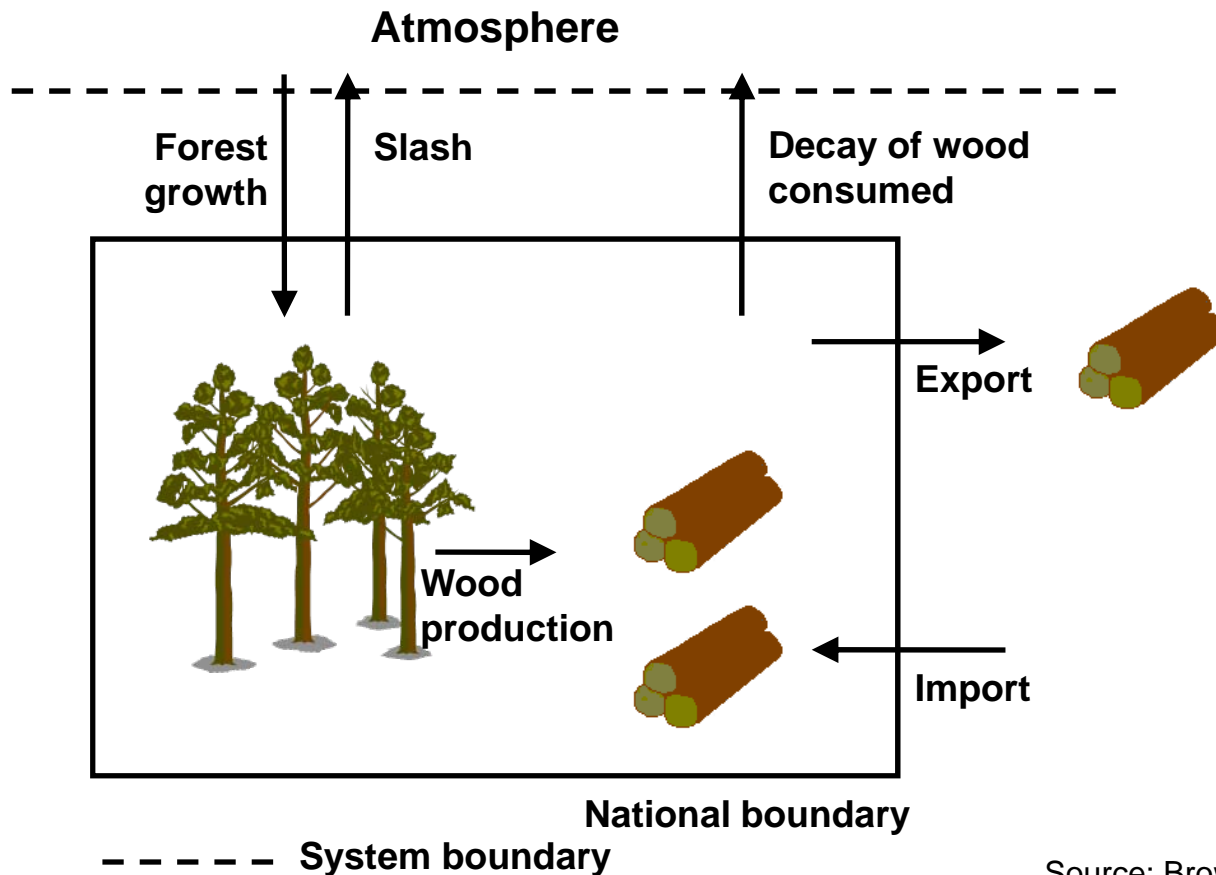 Atmosphere
Forest
growth
Slash
Decay of wood
consumed
Export
Wood
production
Import
National boundary
System boundary
Source: